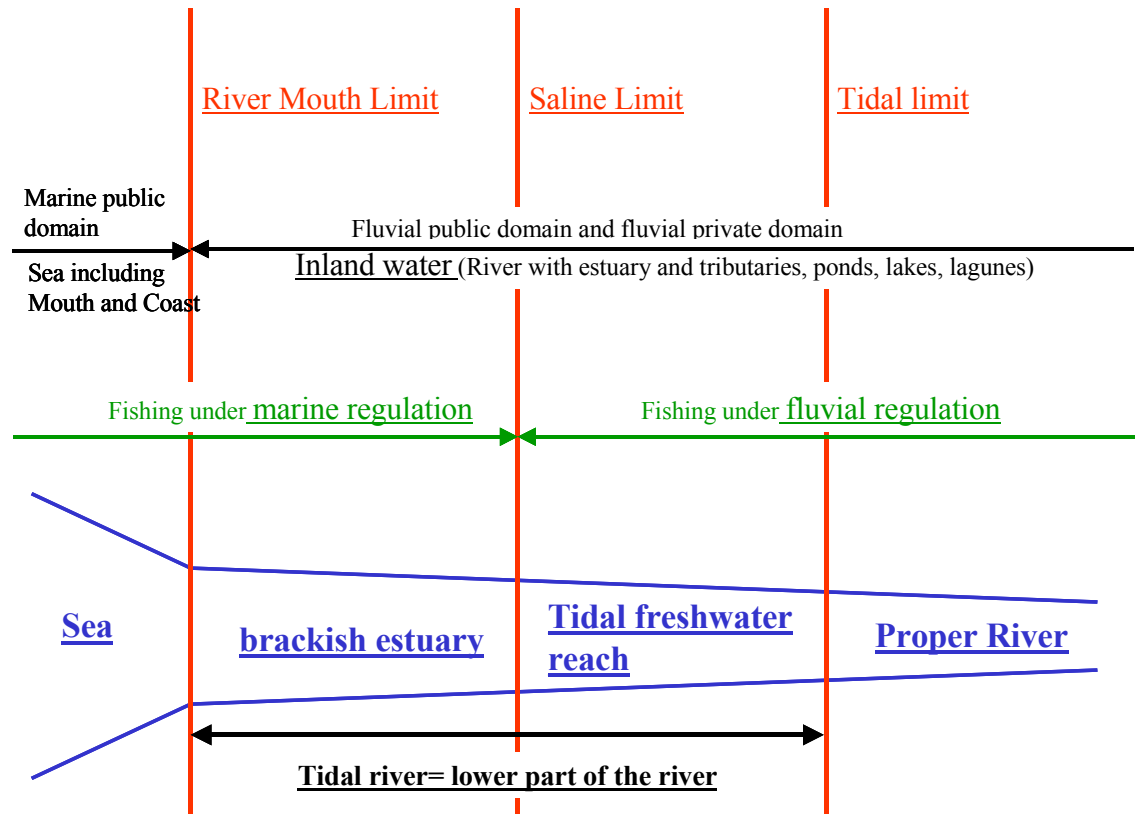 River Mouth Limit
Saline Limit
Tidal limit
Marine public
domain
Fluvial public domain and fluvial private domain
Sea including
Mouth and Coast
Inland water (River with estuary and tributaries, ponds, lakes, lagunes)
Fishing under marine regulation
Fishing under fluvial regulation
Sea
brackish estuary
Tidal freshwater
reach
Proper River
Tidal river= lower part of the river